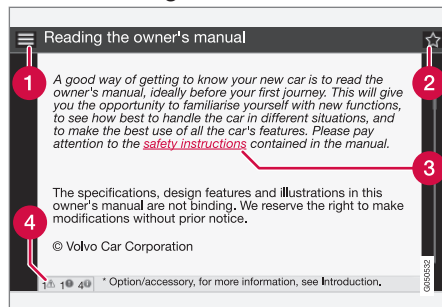 Reading the owner's manual
1
2
A good way of getting to know your new car is to read the
owner's manual, ideally before your first journey. This will give
you the opportunity to familiarise yourself with new functions,
to see how best to handle the car in different situations, and
to make the best use of all the car's features. Please pay
attention to the safety instructions contained in the manual.
3
The specifications, design features and illustrations in this
owner's manual are not binding. We reserve the right to make
modifications without prior notice.
4
© Volvo Car Corporation
1 1 4 * Option/accessory, for more information, see Introduction.
G050532